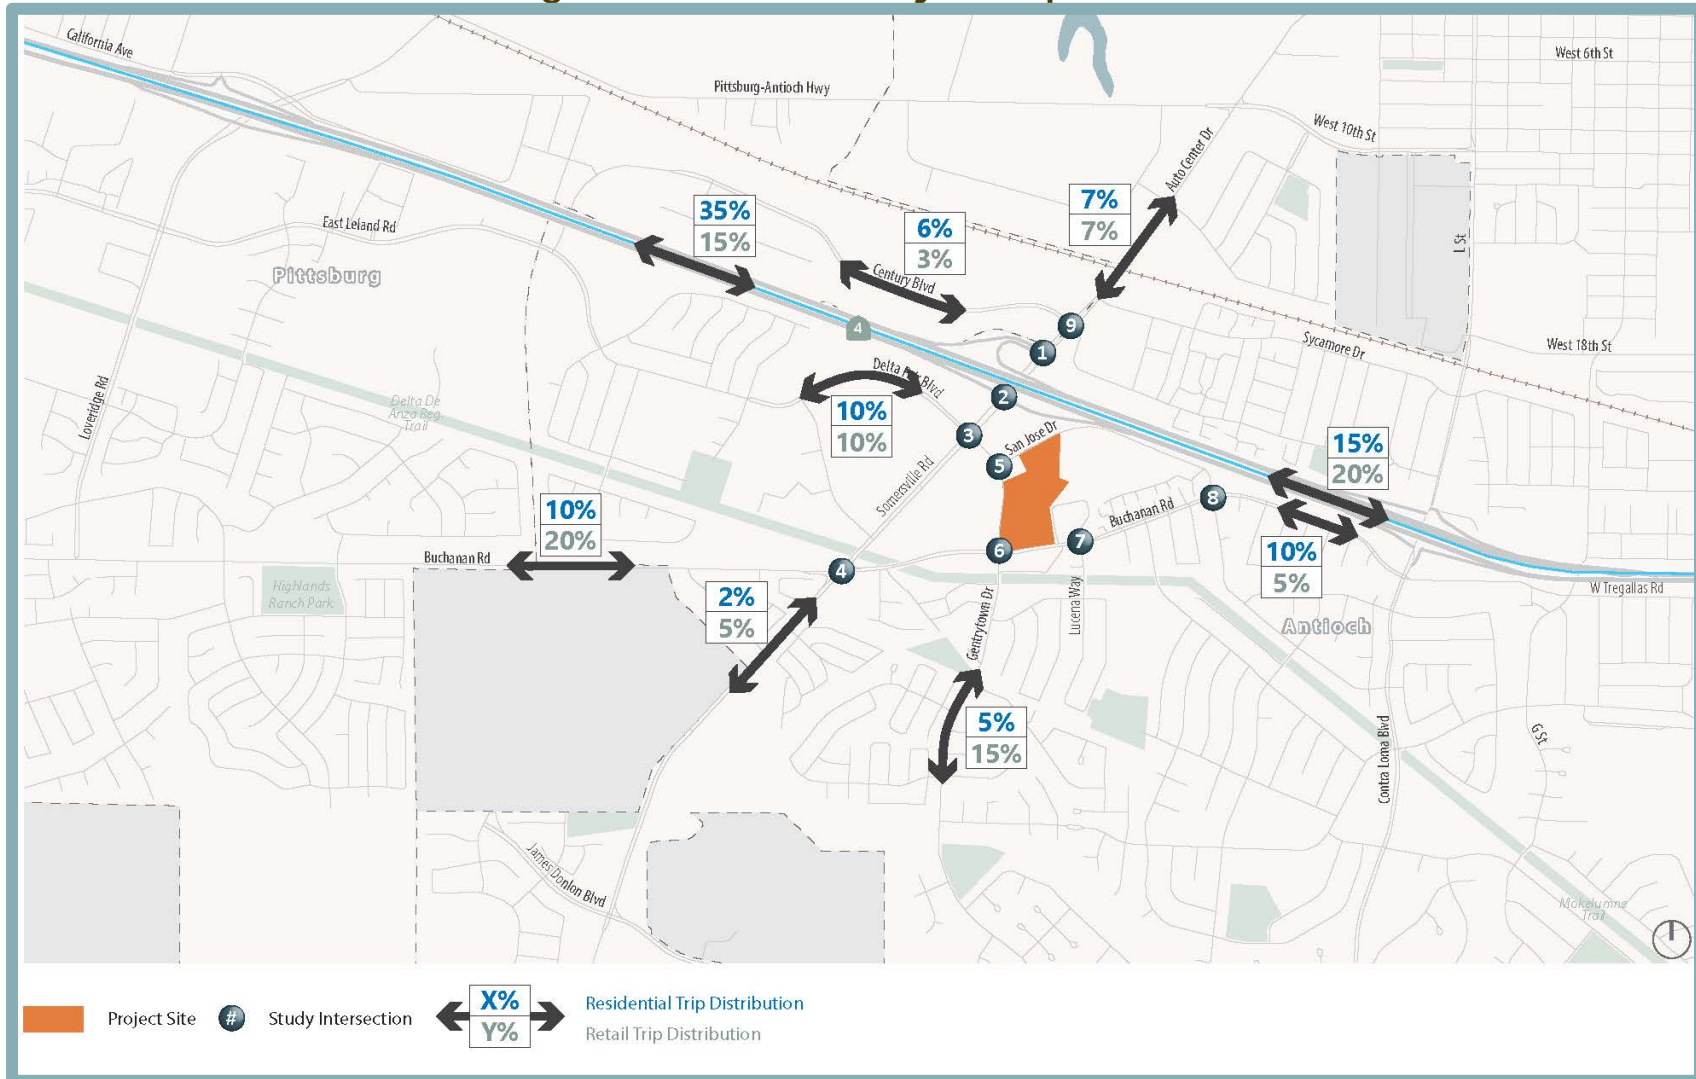 California Ave
West 6th St
Pittsburg-Antioch Hwy
West 10th St
Auto Center Dr
35%
15%
6%
3%
7%
7%
East Leland Rd
Pittsburg
Century Blvd
L St
4
9
1
Sycamore Dr
West 18th St
Loveridge Rd
Delta De
Anza Reg.
Trail
Delta Blvd
2
10%
10%
3
San Jose Dr
5
Somersville Rd
15%
20%
8
Buchanan Rd
10%
20%
Buchanan Rd
4
6
7
10%
5%
W Tregallas Rd
Highlands
Ranch Park
2%
5%
Gentrytown Dr
Lucena Way
Antioch
5%
15%
Contra Loma Blvd
G St
James Donlon Blvd
Mokelumne
Trail
Project Site
#
Study Intersection
X%
Y%
Residential Trip Distribution
Retail Trip Distribution